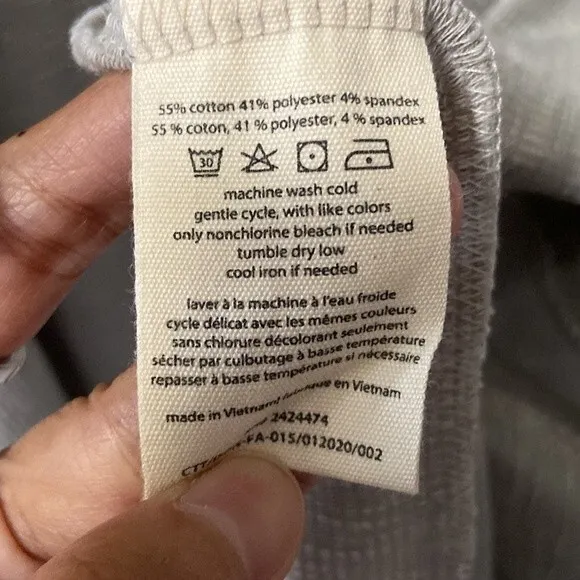 55% cotton 41% polyester 4% spandex
55 % coton, 41 % polyester, 4 % spandex
30
machine wash cold
gentle cycle, with like colors
only nonchlorine bleach if needed
tumble dry low
cool iron if needed
laver à la machine à l'eau froide
cycle délicat avec les mêmes couleurs
sans chlorure décolorant seulement
sécher par culbutage à basse température
repasser à basse température si nécessaire
made in Vietnam/ en Vietnam
2424474
FA-015/012020/002